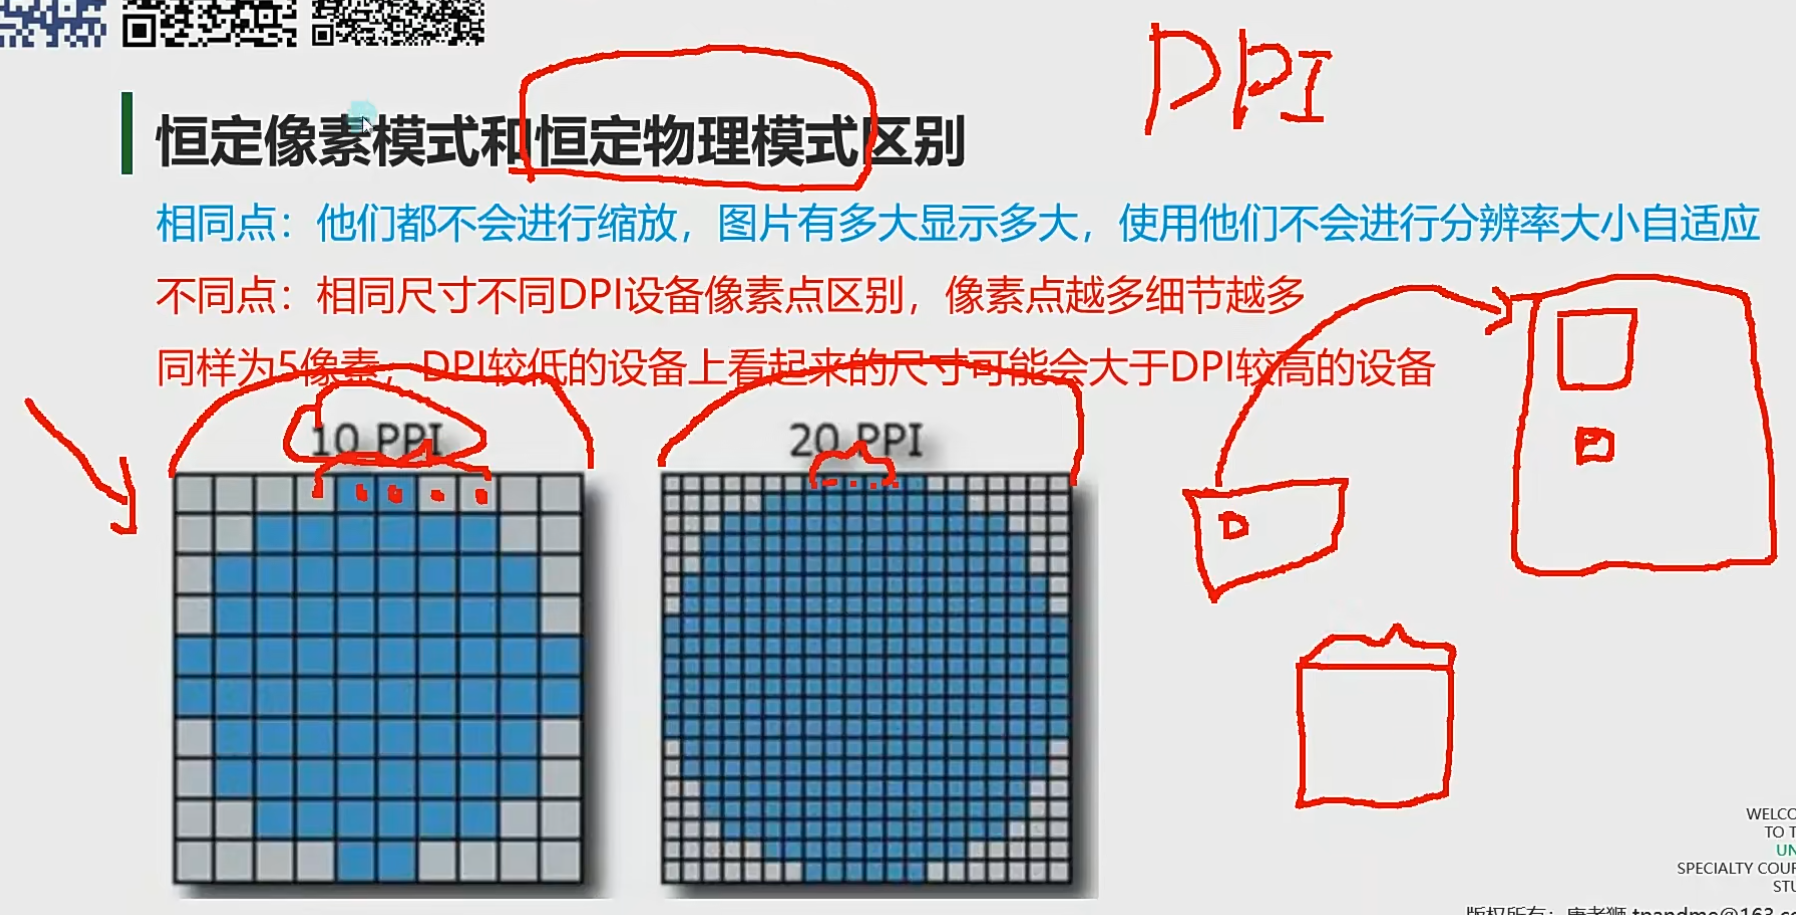 DPI
恒定像素模式和恒定物理模式区别
相同点：他们都不会进行缩放，图片有多大显示多大，使用他们不会进行分辨率大小自适应
不同点：相同尺寸不同DPI设备像素点区别，像素点越多细节越多
同样为5像素，DPI较低的设备上看起来的尺寸可能会大于DPI较高的设备
10 PPI
20 PPI
WELCO
TO T
UN
SPECIALTY COUR
STU
版权所有：唐老狮 tpandme@163.co